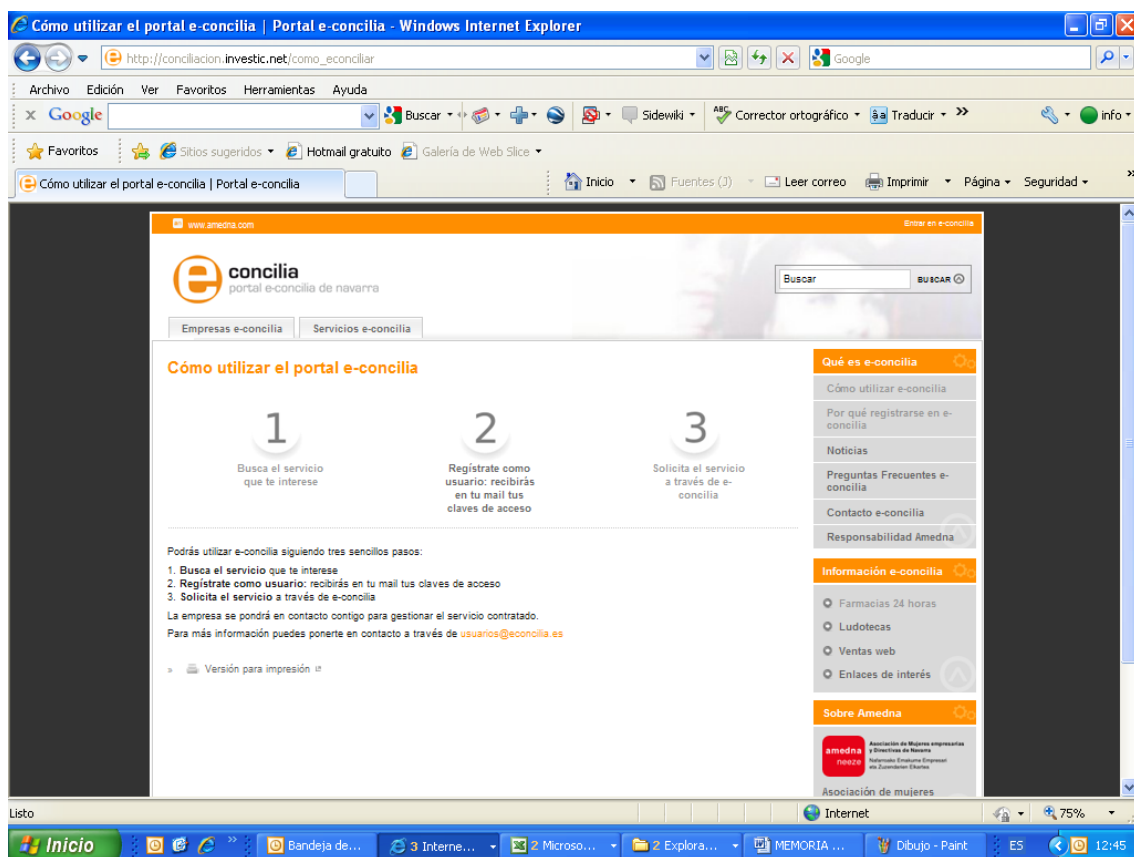 Cómo utilizar el portal e-concilia | Portal e-concilia - Windows Internet Explorer
http://conciliacion.investic.net/como_econciliar
Google
Archivo Edición Ver Favoritos Herramientas Ayuda
x Google Buscar Sidewiki Corrector ortográfico Traducir » info
Favoritos Sitios sugeridos Hotmail gratuito Galería de Web Slice
Cómo utilizar el portal e-concilia | Portal e-concilia
Inicio Fuentes (J) Leer correo Imprimir Página Seguridad »
www.amedna.com Entrar en e-concilia
e concilia
portal e-concilia de navarra
Buscar BUSCAR
Empresas e-concilia Servicios e-concilia
Cómo utilizar el portal e-concilia
1 2 3
Busca el servicio
que te interese
Regístrate como
usuario: recibirás
en tu mail tus
claves de acceso
Solicita el servicio
a través de e-
concilia
Podrás utilizar e-concilia siguiendo tres sencillos pasos:
1. Busca el servicio que te interese
2. Regístrate como usuario: recibirás en tu mail tus claves de acceso
3. Solicita el servicio a través de e-concilia
La empresa se pondrá en contacto contigo para gestionar el servicio contratado.
Para más información puedes ponerte en contacto a través de usuarios@econcilia.es
» Versión para impresión
Qué es e-concilia
Cómo utilizar e-concilia
Por qué registrarse en e-
concilia
Noticias
Preguntas Frecuentes e-
concilia
Contacto e-concilia
Responsabilidad Amedna
Información e-concilia
Farmacias 24 horas
Ludotecas
Ventas web
Enlaces de interés
Sobre Amedna
amedna
neeze
Asociación de Mujeres empresarias
y Directivas de Navarra
Nafarroako Emakume Enpresari
eta Zuzendarien Elkartea
Asociación de mujeres
Listo Internet 75%
Inicio » Bandeja de... 3 Interne... 2 Microso... 2 Explora... MEMORIA ... Dibujo - Paint ES 12:45